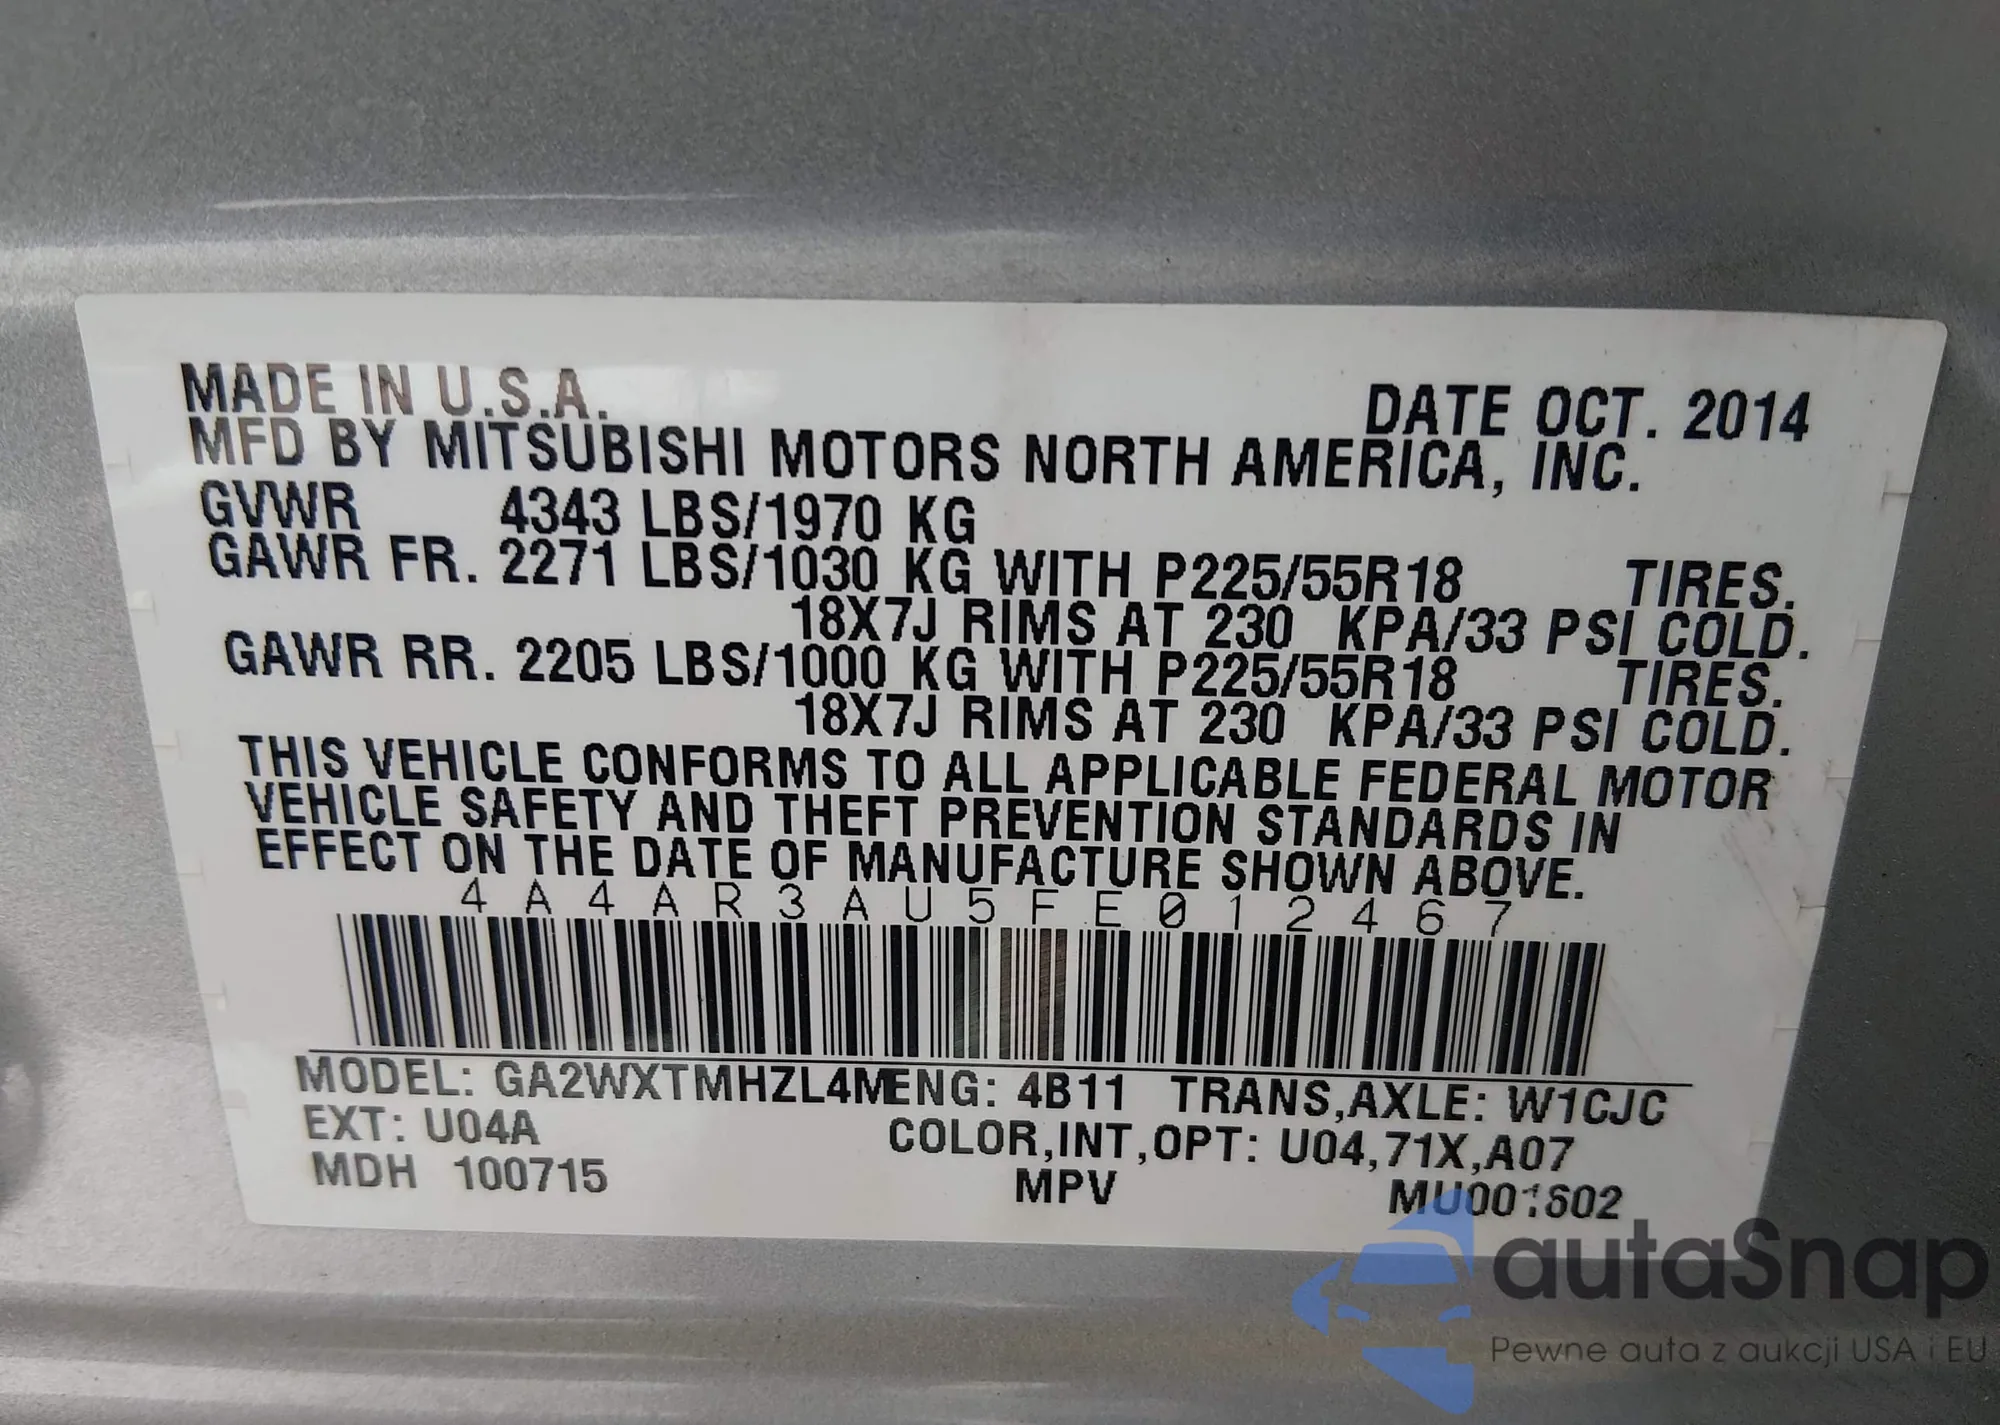 MADE IN U.S.A.
DATE OCT. 2014
MFD BY MITSUBISHI MOTORS NORTH AMERICA, INC.
GVWR 4343 LBS/1970 KG
GAWR FR. 2271 LBS/1030 KG WITH P225/55R18 TIRES.
18X7J RIMS AT 230 KPA/33 PSI COLD.
GAWR RR. 2205 LBS/1000 KG WITH P225/55R18 TIRES.
18X7J RIMS AT 230 KPA/33 PSI COLD.
THIS VEHICLE CONFORMS TO ALL APPLICABLE FEDERAL MOTOR
VEHICLE SAFETY AND THEFT PREVENTION STANDARDS IN
EFFECT ON THE DATE OF MANUFACTURE SHOWN ABOVE.
4A4AR3AU5FE012467
MODEL: GA2WXTMHZL4M ENG: 4B11 TRANS,AXLE: W1CJC
EXT: U04A COLOR,INT,OPT: U04,71X,A07
MDH 100715 MPV
autaSnap
Pewne auta z aukcji USA i EU